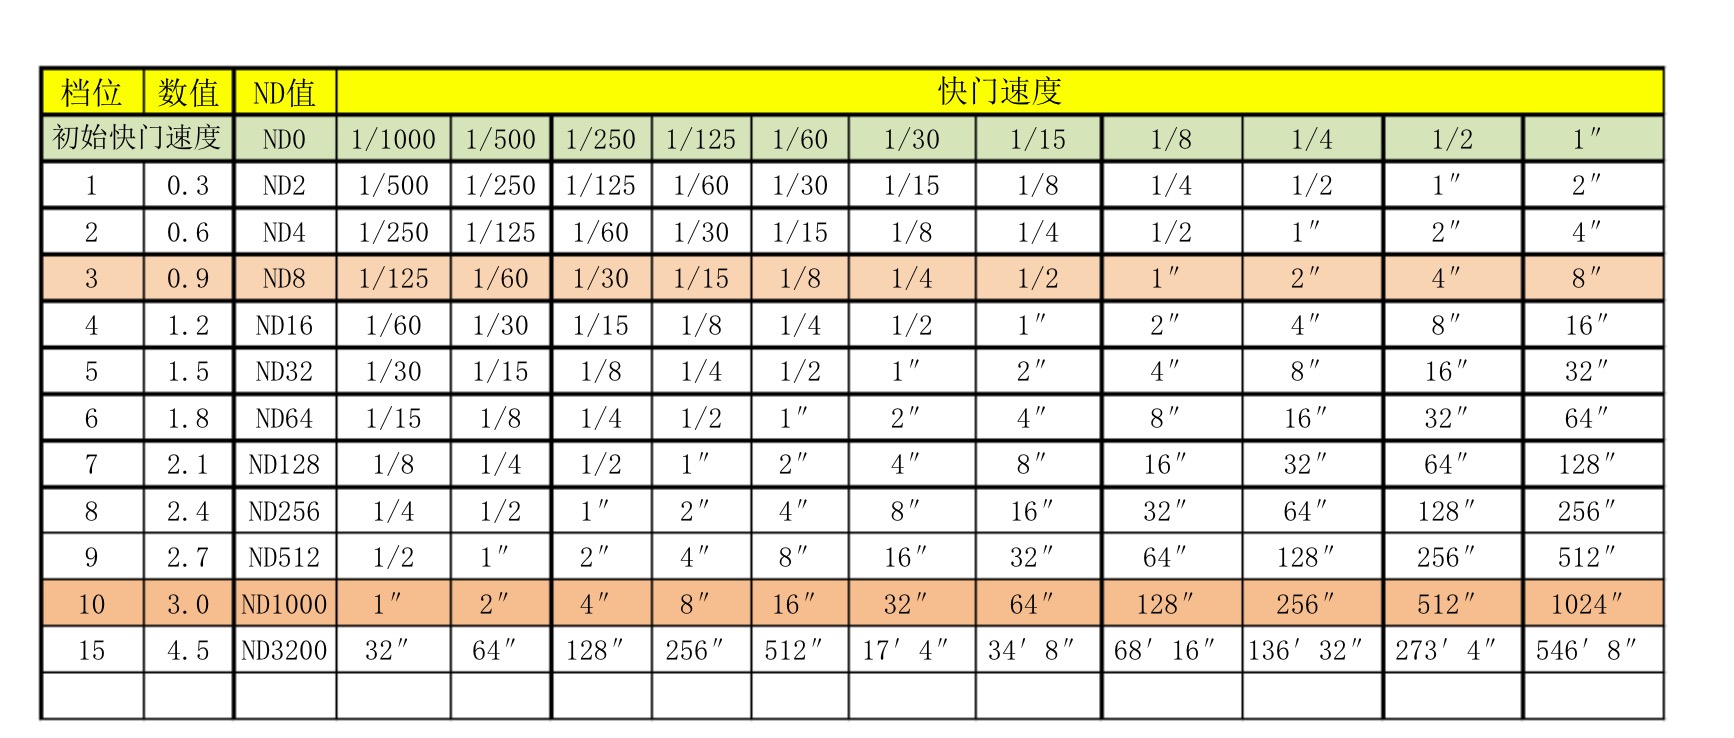 档位 数值 ND值 快门速度
初始快门速度 ND0 1/1000 1/500 1/250 1/125 1/60 1/30 1/15 1/8 1/4 1/2 1″
1 0.3 ND2 1/500 1/250 1/125 1/60 1/30 1/15 1/8 1/4 1/2 1″ 2″
2 0.6 ND4 1/250 1/125 1/60 1/30 1/15 1/8 1/4 1/2 1″ 2″ 4″
3 0.9 ND8 1/125 1/60 1/30 1/15 1/8 1/4 1/2 1″ 2″ 4″ 8″
4 1.2 ND16 1/60 1/30 1/15 1/8 1/4 1/2 1″ 2″ 4″ 8″ 16″
5 1.5 ND32 1/30 1/15 1/8 1/4 1/2 1″ 2″ 4″ 8″ 16″ 32″
6 1.8 ND64 1/15 1/8 1/4 1/2 1″ 2″ 4″ 8″ 16″ 32″ 64″
7 2.1 ND128 1/8 1/4 1/2 1″ 2″ 4″ 8″ 16″ 32″ 64″ 128″
8 2.4 ND256 1/4 1/2 1″ 2″ 4″ 8″ 16″ 32″ 64″ 128″ 256″
9 2.7 ND512 1/2 1″ 2″ 4″ 8″ 16″ 32″ 64″ 128″ 256″ 512″
10 3.0 ND1000 1″ 2″ 4″ 8″ 16″ 32″ 64″ 128″ 256″ 512″ 1024″
15 4.5 ND3200 32″ 64″ 128″ 256″ 512″ 17′ 4″ 34′ 8″ 68′ 16″ 136′ 32″ 273′ 4″ 546′ 8″